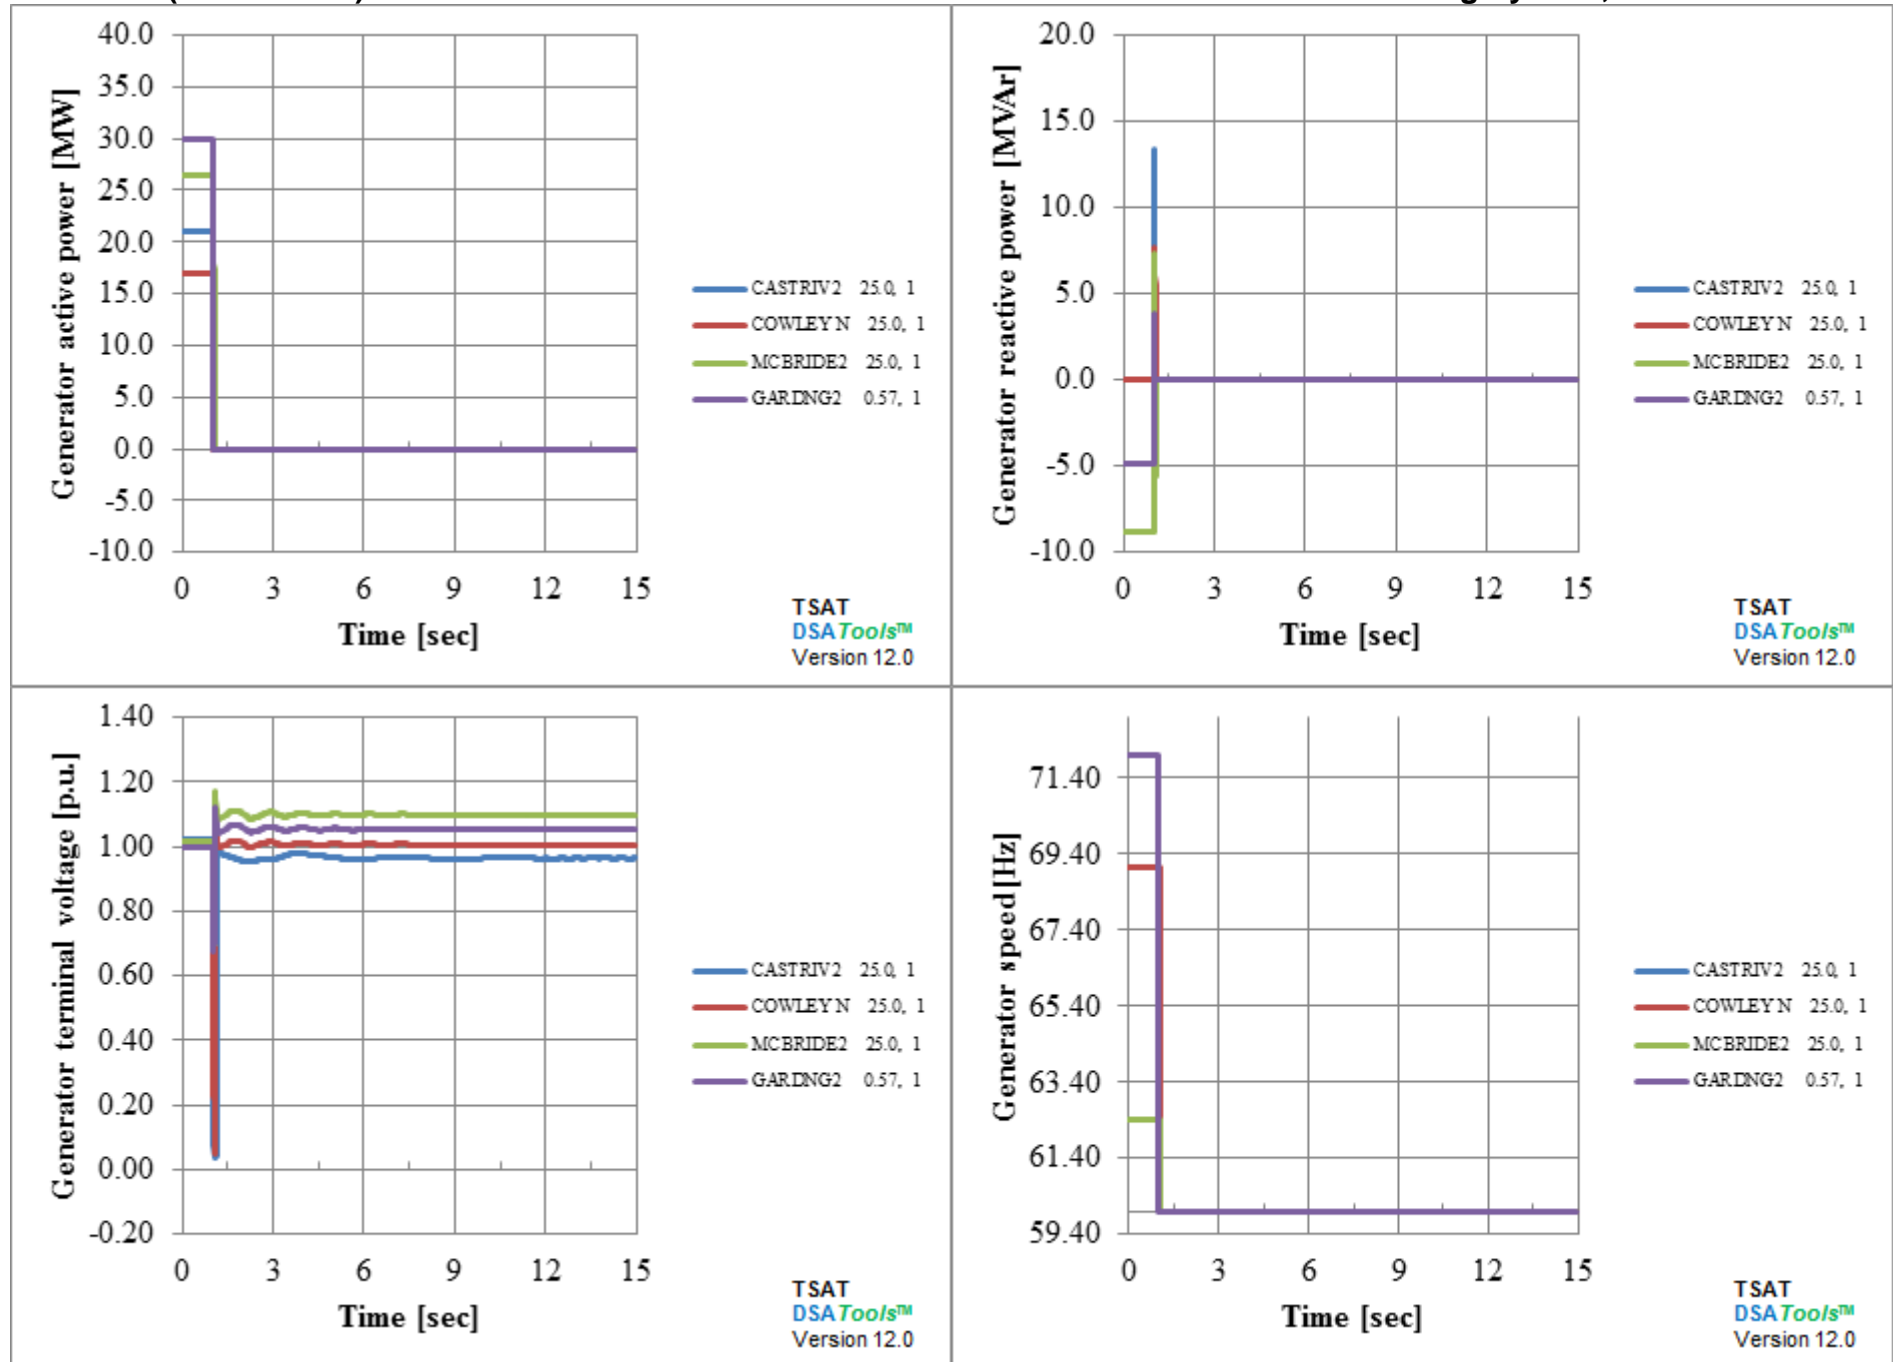 40.0
35.0
30.0
25.0
20.0
15.0
10.0
5.0
0.0
-5.0
-10.0
Generator active power [MW]
0 3 6 9 12 15
Time [sec]
CASTRIV2 25.0, 1
COWLEY N 25.0, 1
MCBRIDE2 25.0, 1
GARDNG2 0.57, 1
TSAT
DSATools™
Version 12.0
20.0
15.0
10.0
5.0
0.0
-5.0
-10.0
Generator reactive power [MVAr]
0 3 6 9 12 15
Time [sec]
CASTRIV2 25.0, 1
COWLEY N 25.0, 1
MCBRIDE2 25.0, 1
GARDNG2 0.57, 1
TSAT
DSATools™
Version 12.0
1.40
1.20
1.00
0.80
0.60
0.40
0.20
0.00
-0.20
Generator terminal voltage [p.u.]
0 3 6 9 12 15
Time [sec]
CASTRIV2 25.0, 1
COWLEY N 25.0, 1
MCBRIDE2 25.0, 1
GARDNG2 0.57, 1
TSAT
DSATools™
Version 12.0
71.40
69.40
67.40
65.40
63.40
61.40
59.40
Generator speed[Hz]
0 3 6 9 12 15
Time [sec]
CASTRIV2 25.0, 1
COWLEY N 25.0, 1
MCBRIDE2 25.0, 1
GARDNG2 0.57, 1
TSAT
DSATools™
Version 12.0